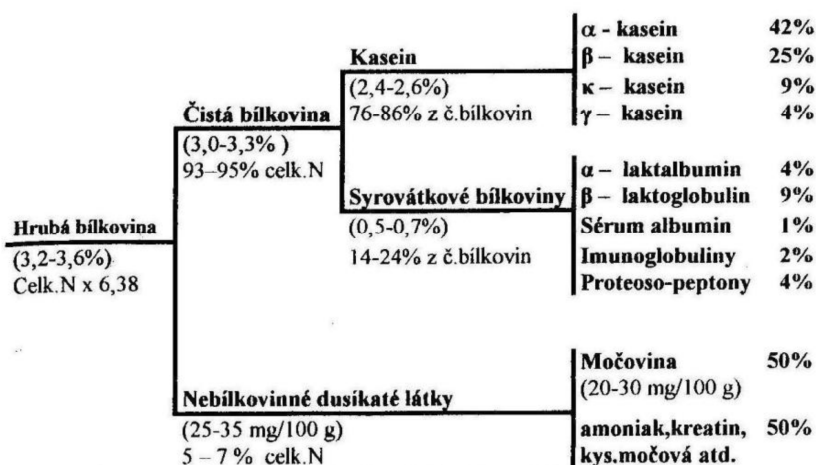 Hrubá bílkovina
(3,2-3,6%)
Celk.N x 6,38
Čistá bílkovina
(3,0-3,3% )
93–95% celk.N
Kasein
(2,4-2,6%)
76-86% z č.bílkovin
α - kasein 42%
β – kasein 25%
κ – kasein 9%
γ – kasein 4%
Syrovátkové bílkoviny
(0,5-0,7%)
14-24% z č.bílkovin
α – laktalbumin 4%
β – laktoglobulin 9%
Sérum albumin 1%
Imunoglobuliny 2%
Proteoso-peptony 4%
Nebílkovinné dusíkaté látky
(25-35 mg/100 g)
5 – 7 % celk.N
Močovina 50%
(20-30 mg/100 g)
amoniak,kreatin, 50%
kys.močová atd.